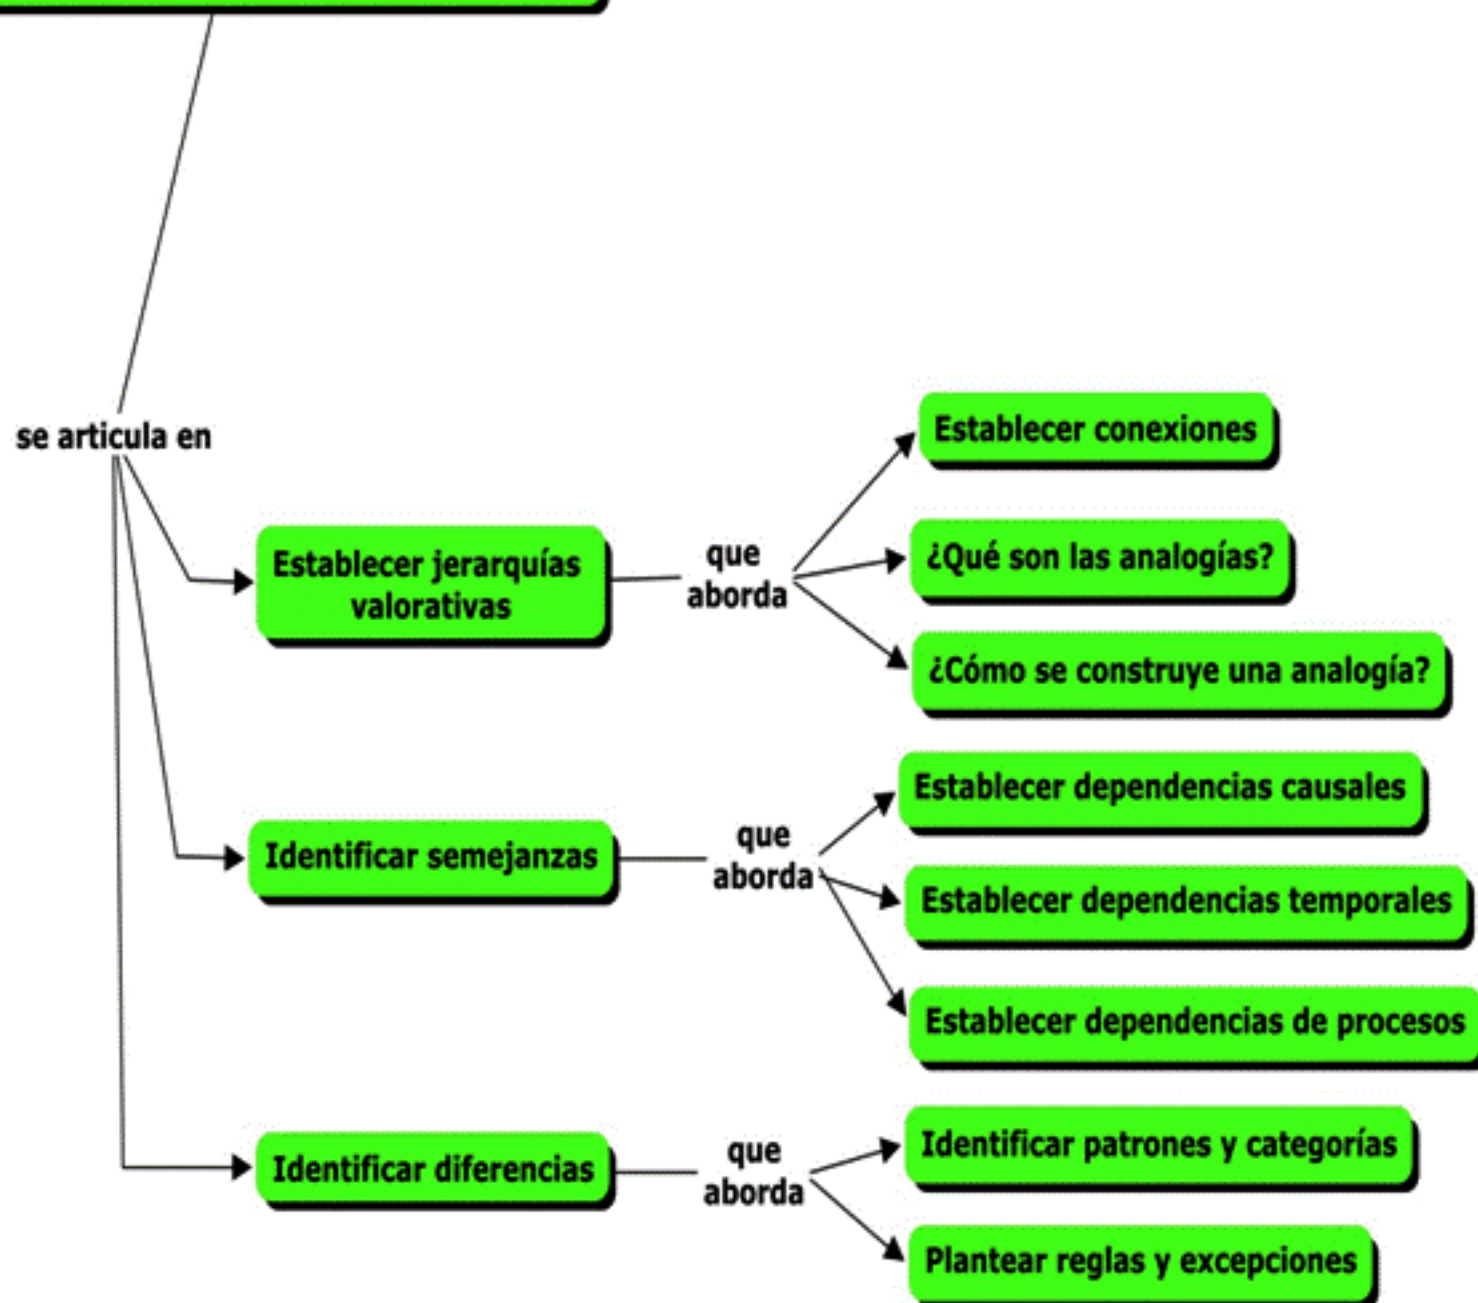 se articula en
Establecer jerarquías
valorativas
que
aborda
Establecer conexiones
¿Qué son las analogías?
¿Cómo se construye una analogía?
Identificar semejanzas
que
aborda
Establecer dependencias causales
Establecer dependencias temporales
Establecer dependencias de procesos
Identificar diferencias
que
aborda
Identificar patrones y categorías
Plantear reglas y excepciones